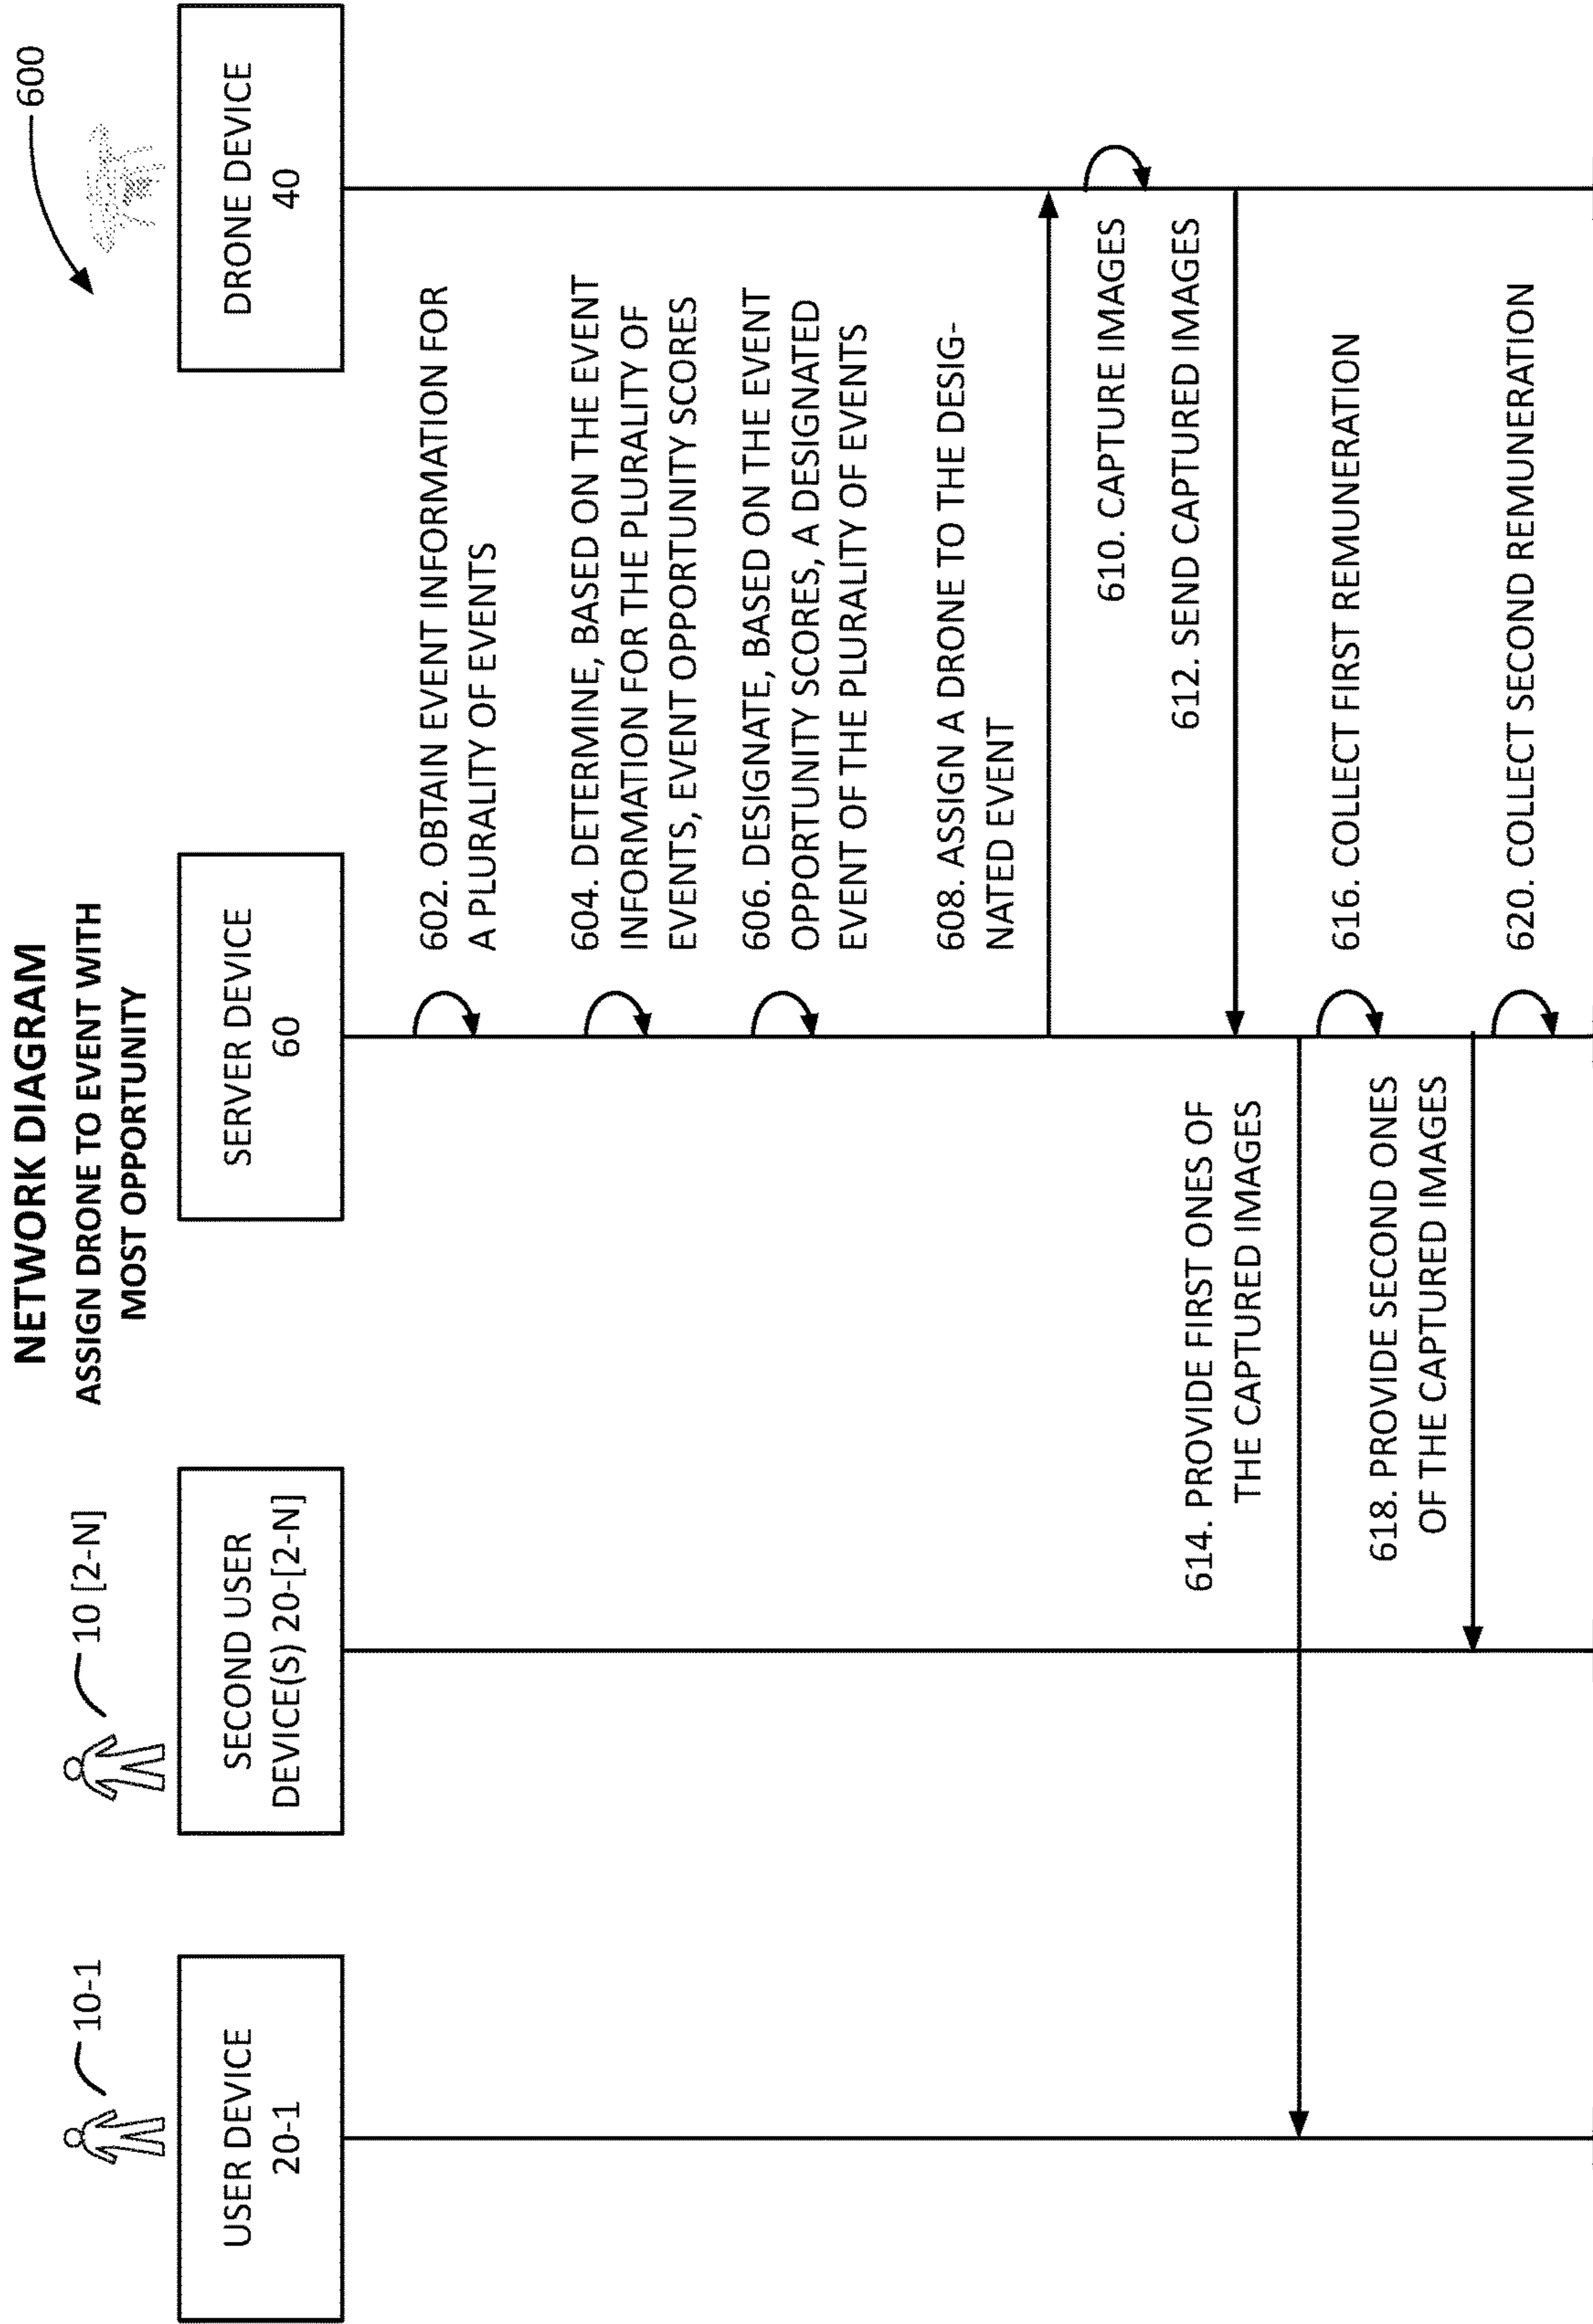 NETWORK DIAGRAM
ASSIGN DRONE TO EVENT WITH
MOST OPPORTUNITY
600
10-1
10 [2-N]
USER DEVICE
20-1
SECOND USER
DEVICE(S) 20-[2-N]
SERVER DEVICE
60
DRONE DEVICE
40
602. OBTAIN EVENT INFORMATION FOR
A PLURALITY OF EVENTS
604. DETERMINE, BASED ON THE EVENT
INFORMATION FOR THE PLURALITY OF
EVENTS, EVENT OPPORTUNITY SCORES
606. DESIGNATE, BASED ON THE EVENT
OPPORTUNITY SCORES, A DESIGNATED
EVENT OF THE PLURALITY OF EVENTS
608. ASSIGN A DRONE TO THE DESIG-
NATED EVENT
610. CAPTURE IMAGES
612. SEND CAPTURED IMAGES
614. PROVIDE FIRST ONES OF
THE CAPTURED IMAGES
616. COLLECT FIRST REMUNERATION
618. PROVIDE SECOND ONES
OF THE CAPTURED IMAGES
620. COLLECT SECOND REMUNERATION